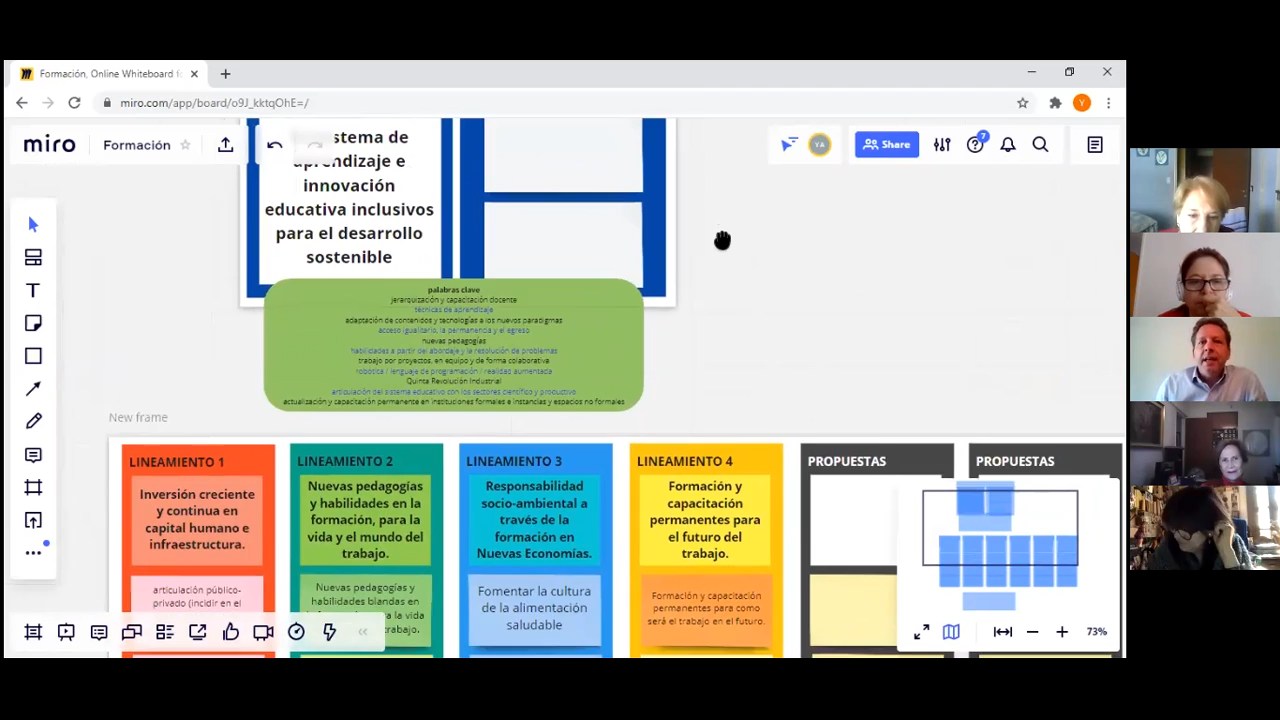 Formación, Online Whiteboard fo
miro.com/app/board/o9J_kktqOhE=/
miro
Formación
YA
Share
7
Y
stema de
aprendizaje e
innovación
educativa inclusivos
para el desarrollo
sostenible
palabras clave
jerarquización y capacitación docente
técnicas de aprendizaje
adaptación de contenidos y tecnologías a los nuevos paradigmas
acceso igualitario, la permanencia y el egreso
nuevas pedagogías
habilidades a partir del abordaje y la resolución de problemas
trabajo por proyectos, en equipo y de forma colaborativa
robótica / lenguaje de programación / realidad aumentada
Quinta Revolución Industrial
articulación del sistema educativo con los sectores científico y productivo
actualización y capacitación permanente en instituciones formales e instancias y espacios no formales
New frame
LINEAMIENTO 1
Inversión creciente
y continua en
capital humano e
infraestructura.
articulación público-
privado (incidir en el
LINEAMIENTO 2
Nuevas pedagogías
y habilidades en la
formación, para la
vida y el mundo del
trabajo.
Nuevas pedagogías y
habilidades blandas en
a la vida
trabajo.
LINEAMIENTO 3
Responsabilidad
socio-ambiental a
través de la
formación en
Nuevas Economías.
Fomentar la cultura
de la alimentación
saludable
LINEAMIENTO 4
Formación y
capacitación
permanentes para
el futuro del
trabajo.
Formación y capacitación
permanentes para como
será el trabajo en el futuro.
PROPUESTAS
PROPUESTAS
73%